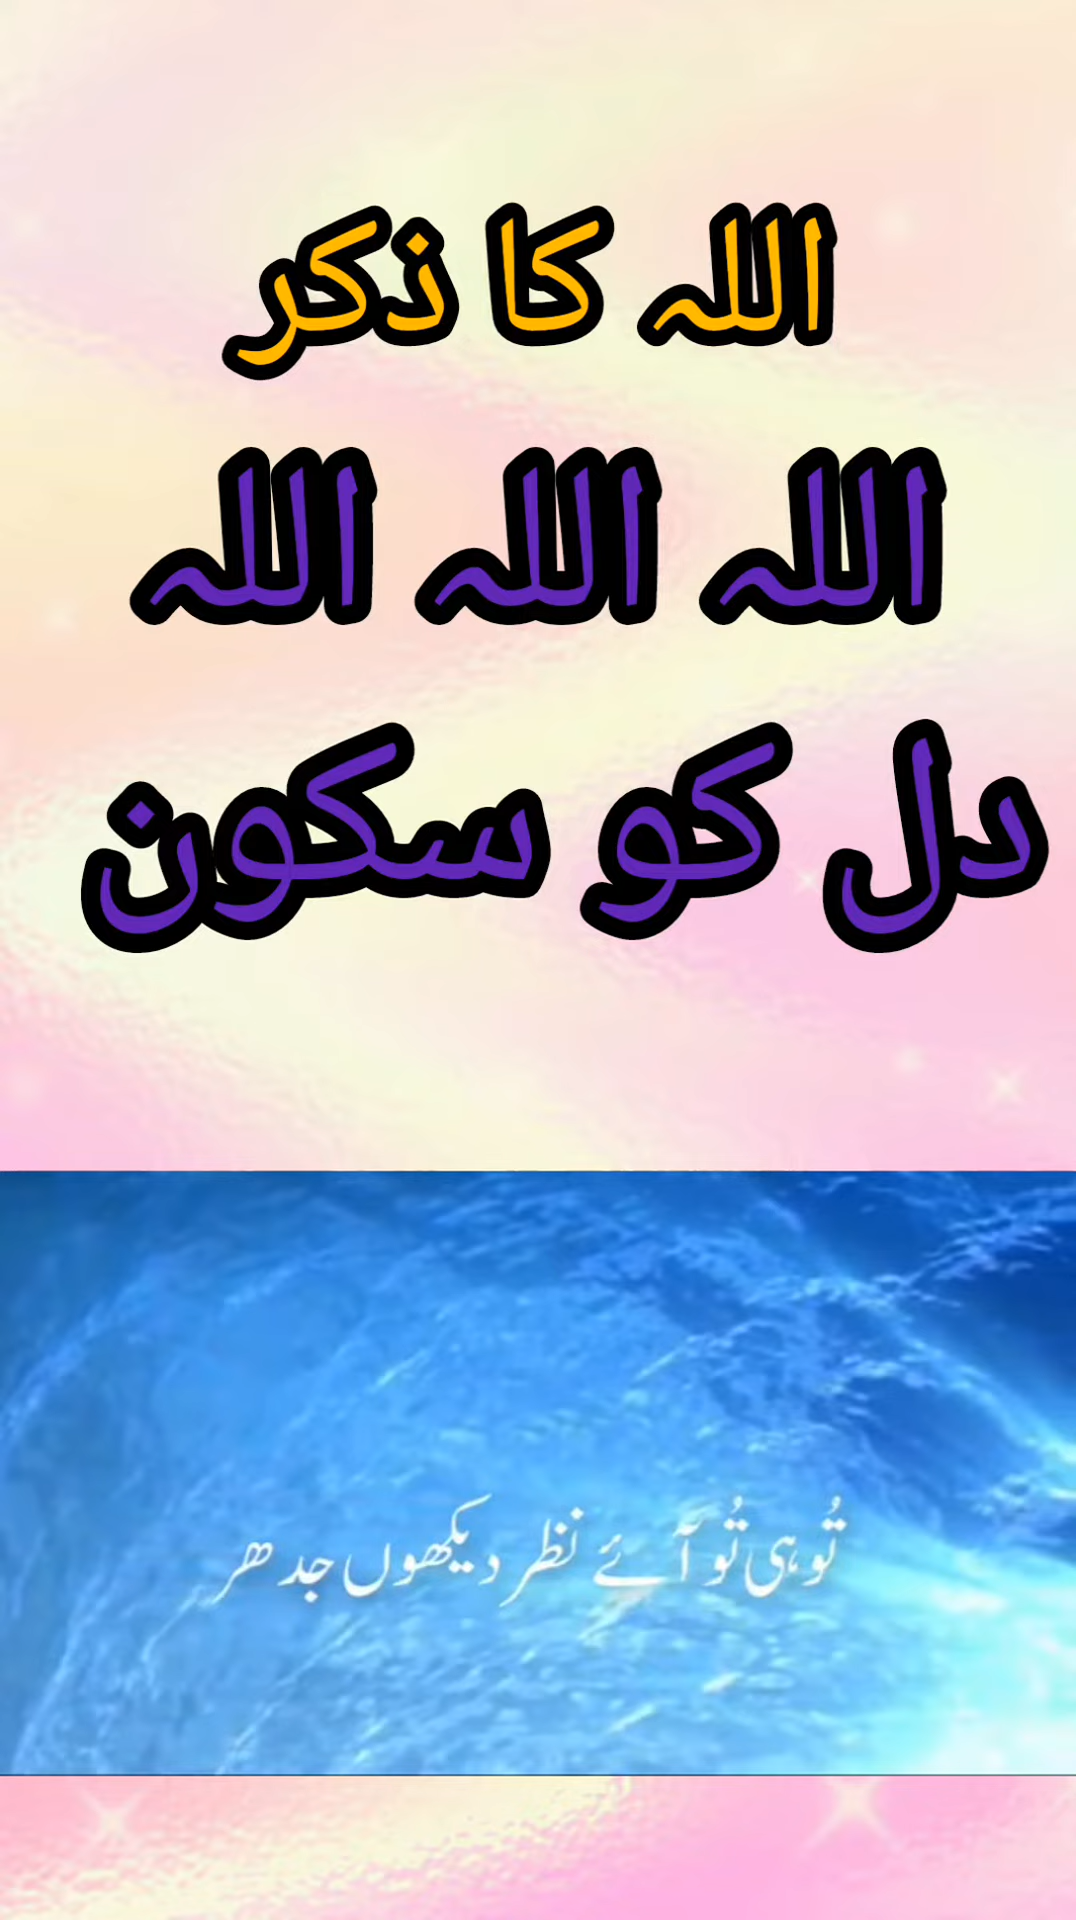 اللہ کا ذکر
اللہ اللہ اللہ
دل کو سکون
تُو ہی تُو آئے نظر دیکھوں جدھر